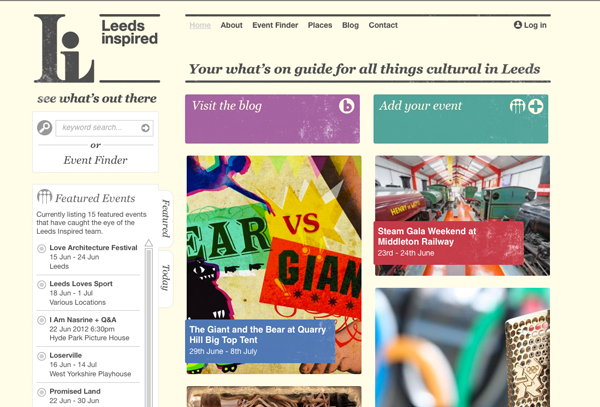 Leeds
inspired
see what's out there
Home About Event Finder Places Blog Contact
Log in
Your what's on guide for all things cultural in Leeds
keyword search...
or
Event Finder
Visit the blog
b
Add your event
Featured Events
Currently listing 15 featured events
that have caught the eye of the
Leeds Inspired team.
Featured
Today
Love Architecture Festival
15 Jun - 24 Jun
Leeds
Leeds Loves Sport
18 Jun - 1 Jul
Various Locations
I Am Nasrine + Q&A
22 Jun 2012 6:30pm
Hyde Park Picture House
Loserville
16 Jun - 14 Jul
West Yorkshire Playhouse
Promised Land
22 Jun - 30 Jun
VS
EAR
GIAN
The Giant and the Bear at Quarry
Hill Big Top Tent
29th June - 8th July
HENRY
Steam Gala Weekend at
Middleton Railway
23rd - 24th June